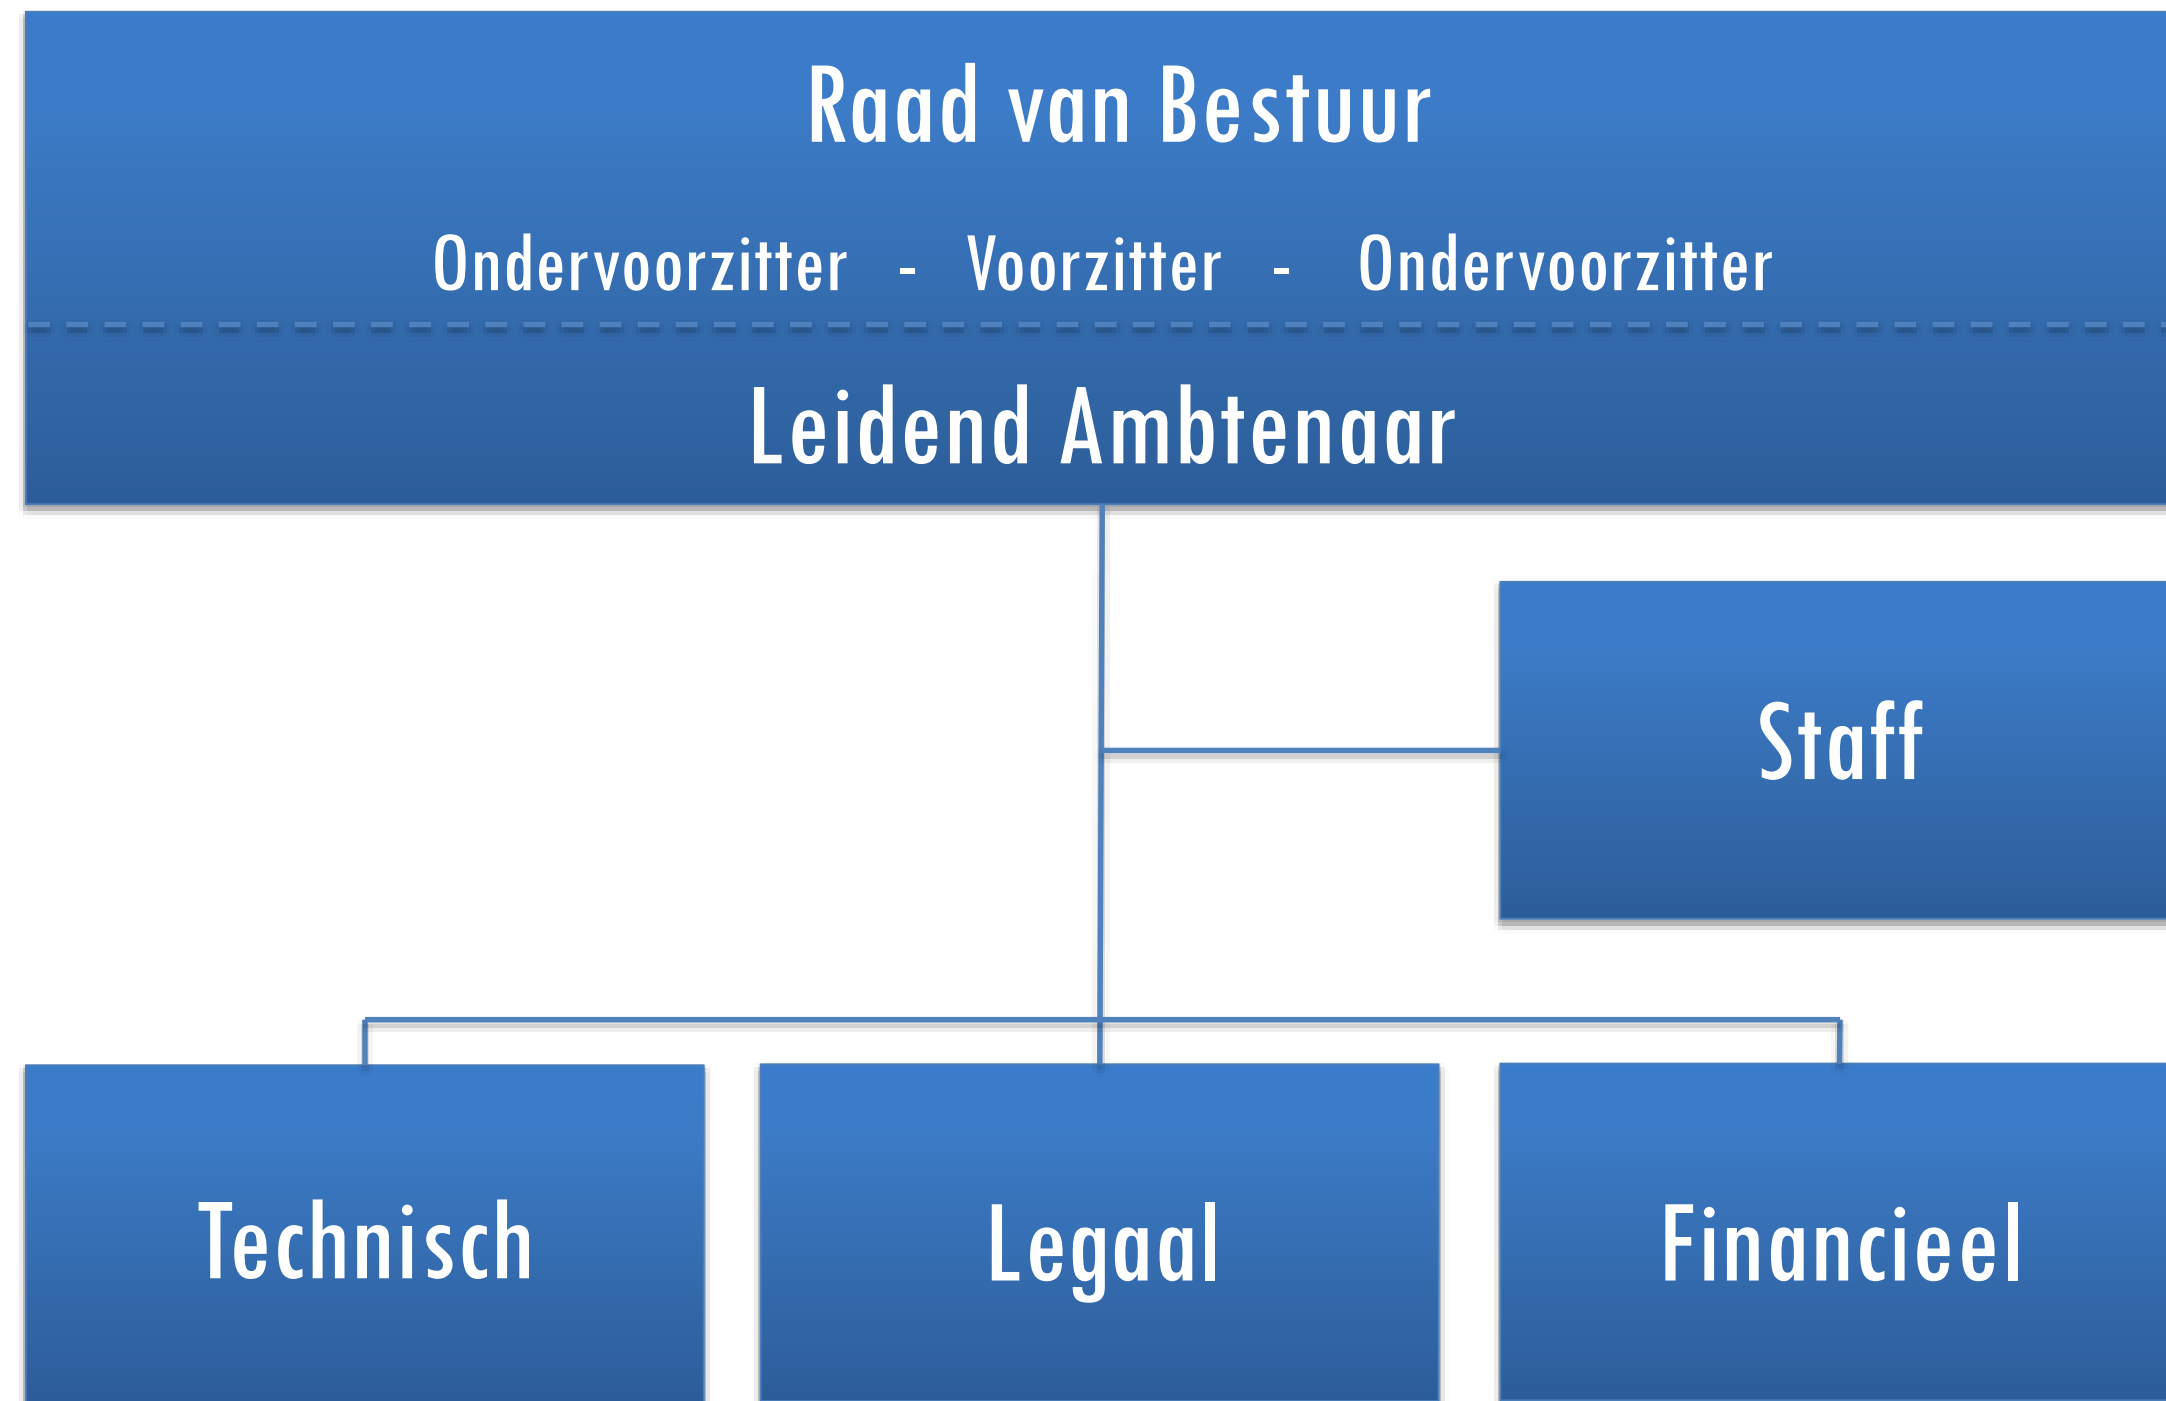 Raad van Bestuur
Ondervoorzitter - Voorzitter - Ondervoorzitter
Leidend Ambtenaar
Staff
Technisch
Legaal
Financieel